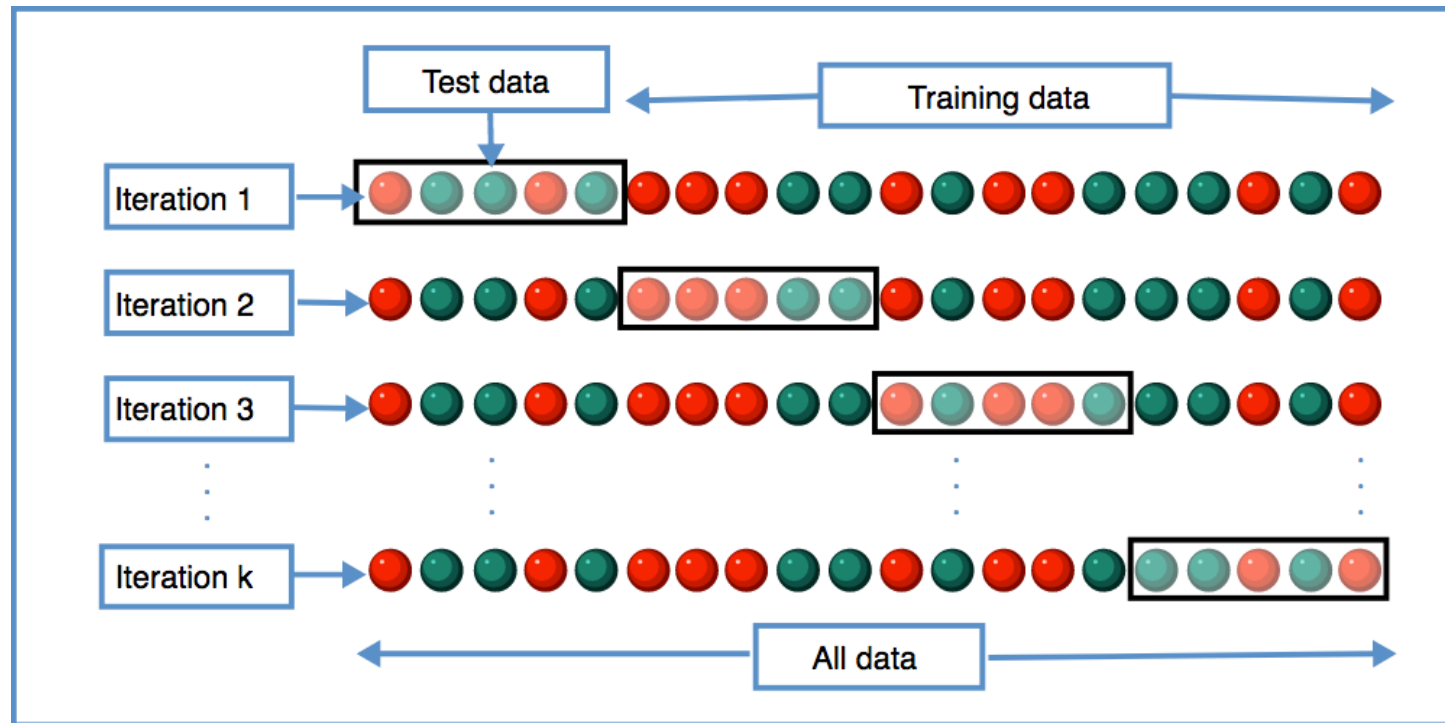 Test data
Training data
Iteration 1
Iteration 2
Iteration 3
Iteration k
All data